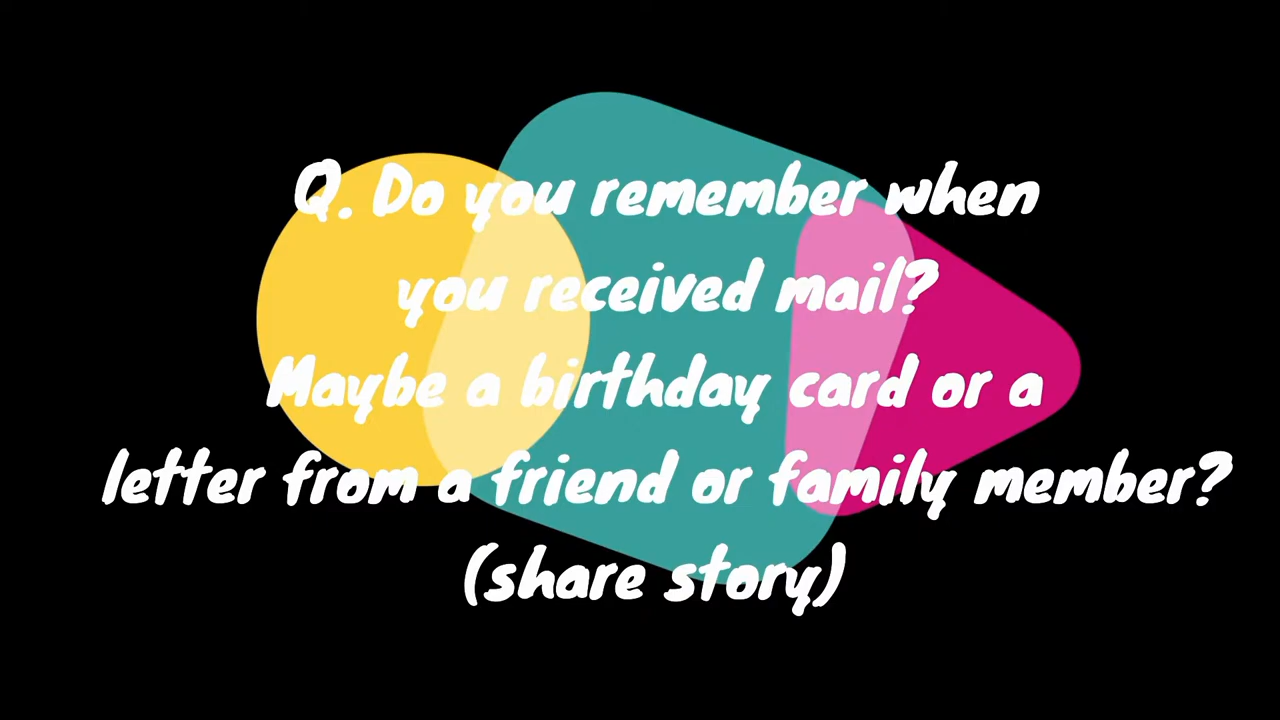 Q. Do you remember when
you received mail?
Maybe a birthday card or a
letter from a friend or family member?
(share story)